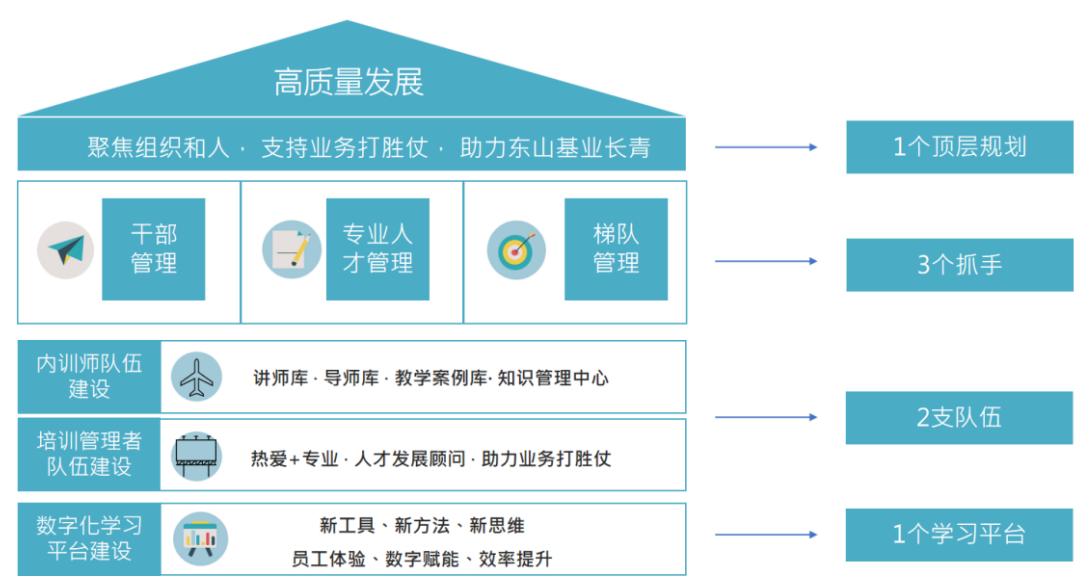 高质量发展
聚焦组织和人，支持业务打胜仗，助力东山基业长青
1个顶层规划
干部
管理
专业人
才管理
梯队
管理
3个抓手
内训师队伍
建设
讲师库·导师库·教学案例库·知识管理中心
培训管理者
队伍建设
热爱+专业·人才发展顾问·助力业务打胜仗
2支队伍
数字化学习
平台建设
新工具、新方法、新思维
员工体验、数字赋能、效率提升
1个学习平台